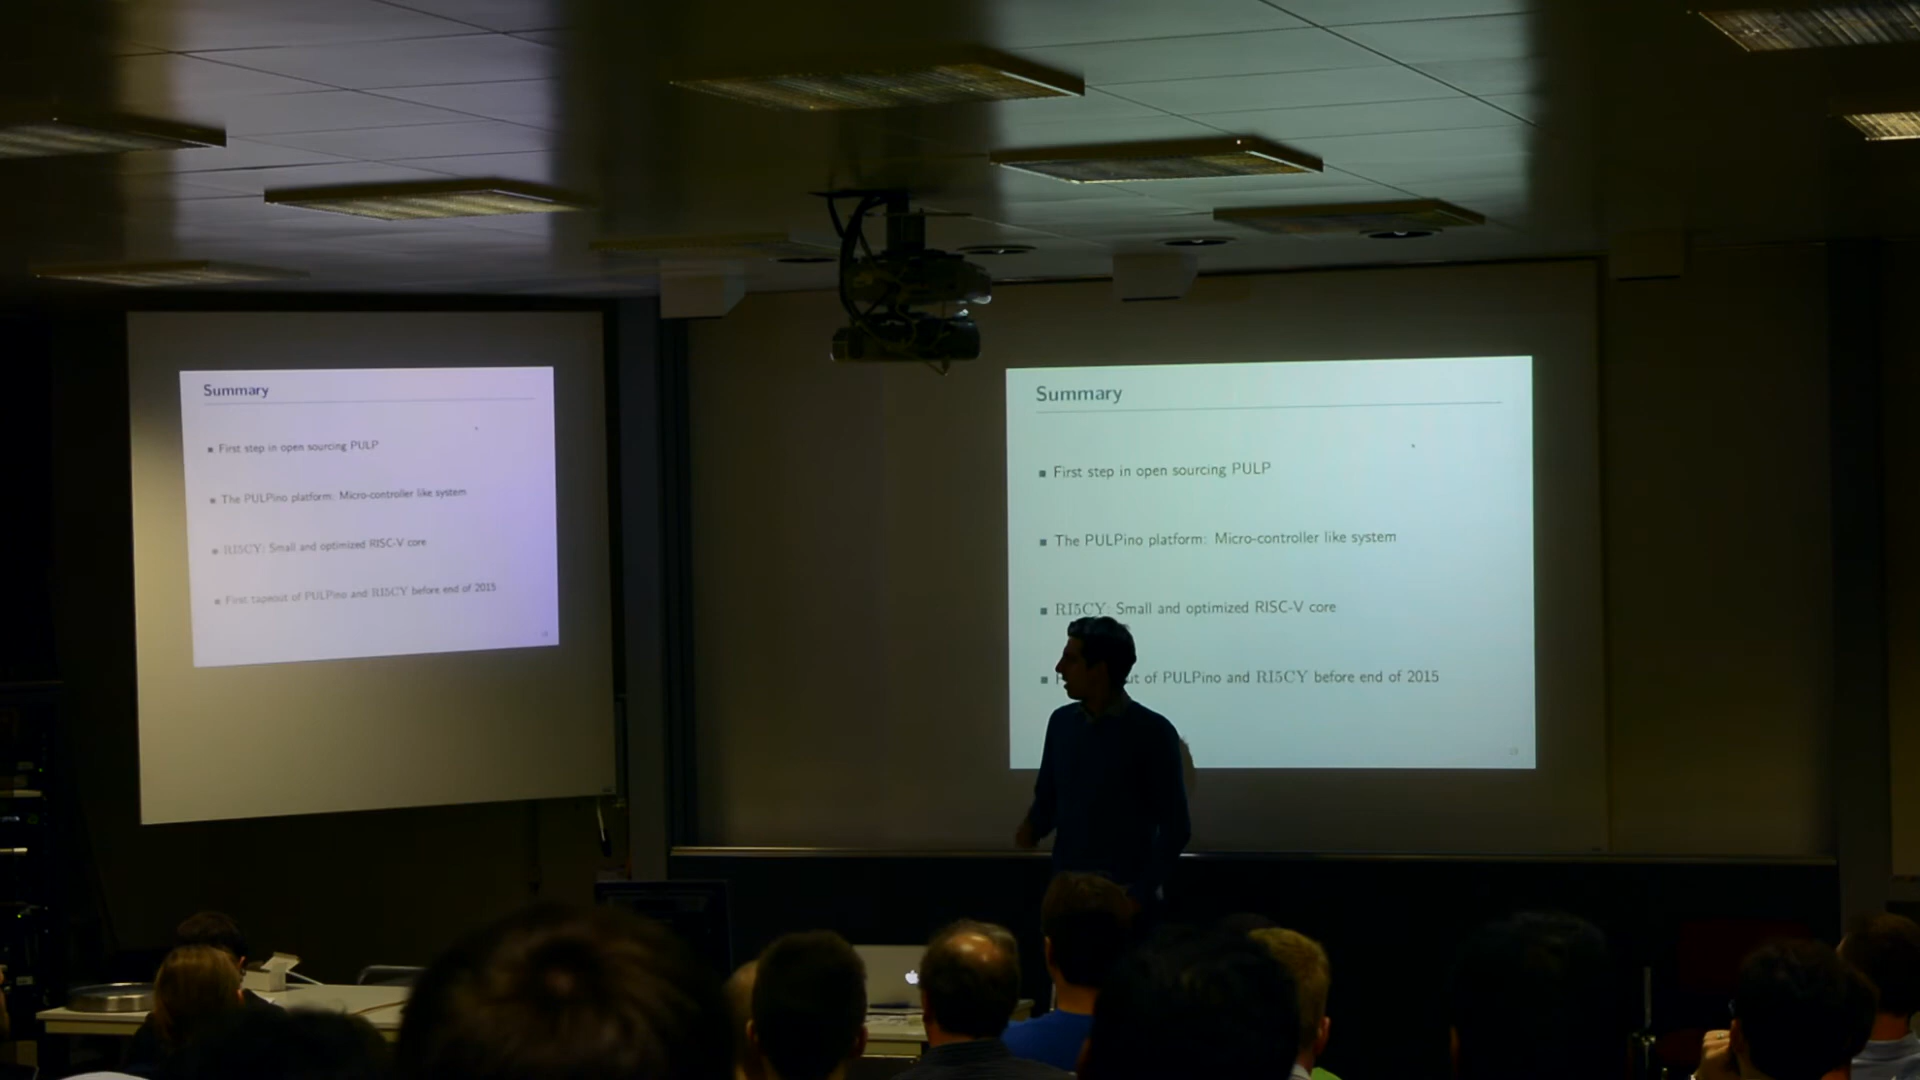 Summary
First step in open sourcing PULP
The PULPino platform: Micro-controller like system
RI5CY: Small and optimized RISC-V core
First tapeout of PULPino and RI5CY before end of 2015
Summary
First step in open sourcing PULP
The PULPino platform: Micro-controller like system
RI5CY: Small and optimized RISC-V core
of PULPino and RI5CY before end of 2015